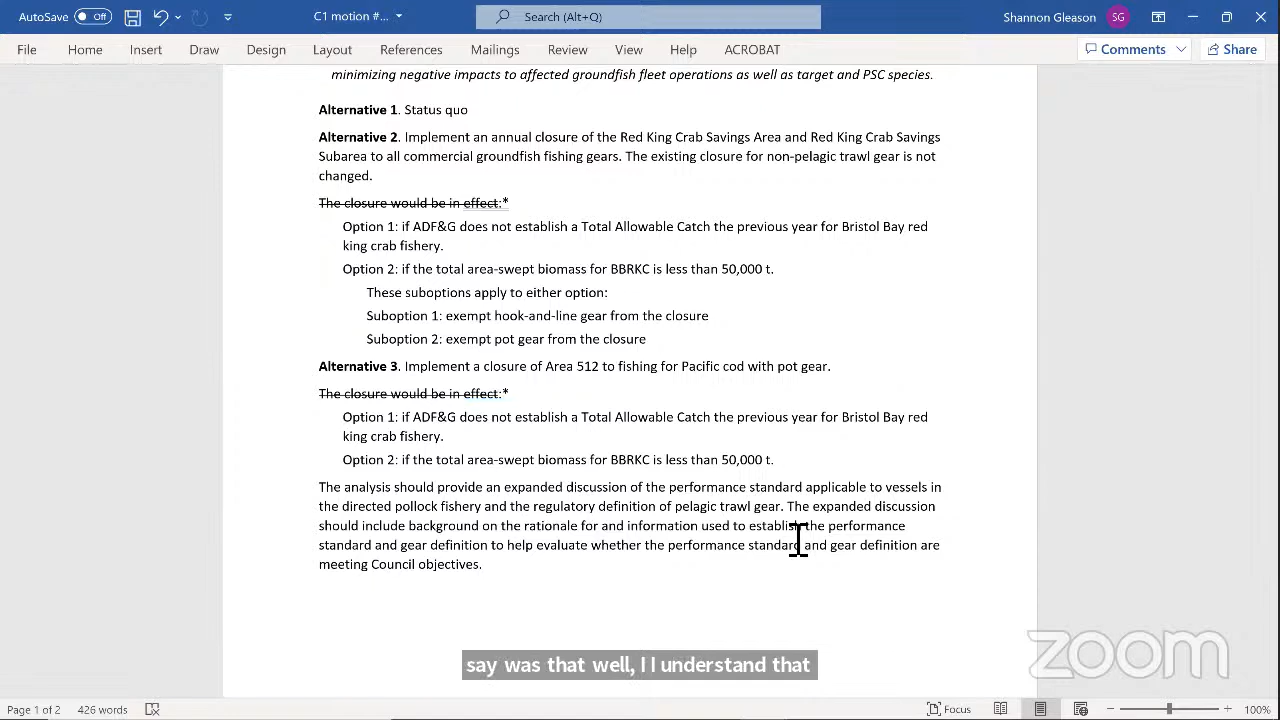 AutoSave Off C1 motion #... Search (Alt+Q) Shannon Gleason SG
File Home Insert Draw Design Layout References Mailings Review View Help ACROBAT Comments Share
minimizing negative impacts to affected groundfish fleet operations as well as target and PSC species.
Alternative 1. Status quo
Alternative 2. Implement an annual closure of the Red King Crab Savings Area and Red King Crab Savings
Subarea to all commercial groundfish fishing gears. The existing closure for non-pelagic trawl gear is not
changed.
The closure would be in effect:*
Option 1: if ADF&G does not establish a Total Allowable Catch the previous year for Bristol Bay red
king crab fishery.
Option 2: if the total area-swept biomass for BBRKC is less than 50,000 t.
These suboptions apply to either option:
Suboption 1: exempt hook-and-line gear from the closure
Suboption 2: exempt pot gear from the closure
Alternative 3. Implement a closure of Area 512 to fishing for Pacific cod with pot gear.
The closure would be in effect:*
Option 1: if ADF&G does not establish a Total Allowable Catch the previous year for Bristol Bay red
king crab fishery.
Option 2: if the total area-swept biomass for BBRKC is less than 50,000 t.
The analysis should provide an expanded discussion of the performance standard applicable to vessels in
the directed pollock fishery and the regulatory definition of pelagic trawl gear. The expanded discussion
should include background on the rationale for and information used to establish the performance
standard and gear definition to help evaluate whether the performance standard and gear definition are
meeting Council objectives.
say was that well, I I understand that
zoom
Page 1 of 2 426 words Focus 100%